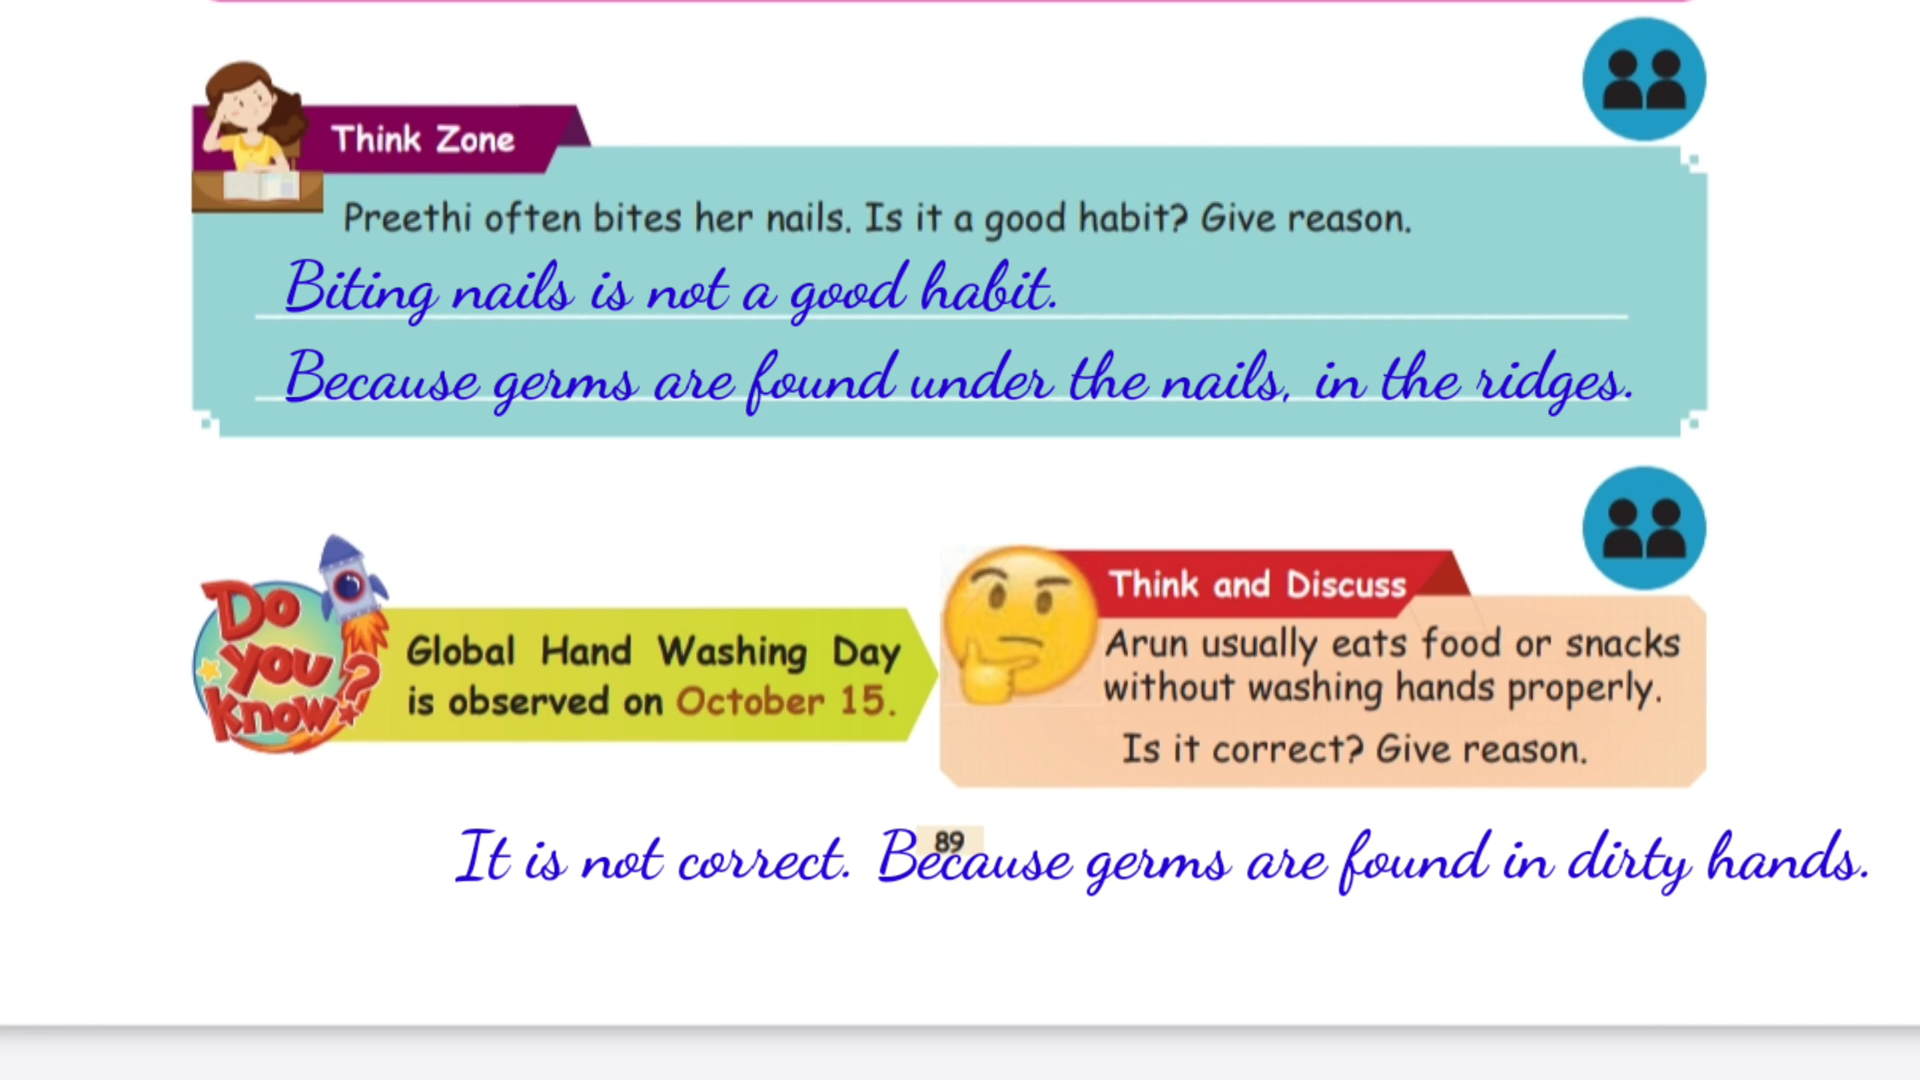 Think Zone
Preethi often bites her nails. Is it a good habit? Give reason.
Biting nails is not a good habit.
Because germs are found under the nails, in the ridges.
Do
you
know?
Global Hand Washing Day
is observed on October 15.
Think and Discuss
Arun usually eats food or snacks
without washing hands properly.
Is it correct? Give reason.
89
It is not correct. Because germs are found in dirty hands.